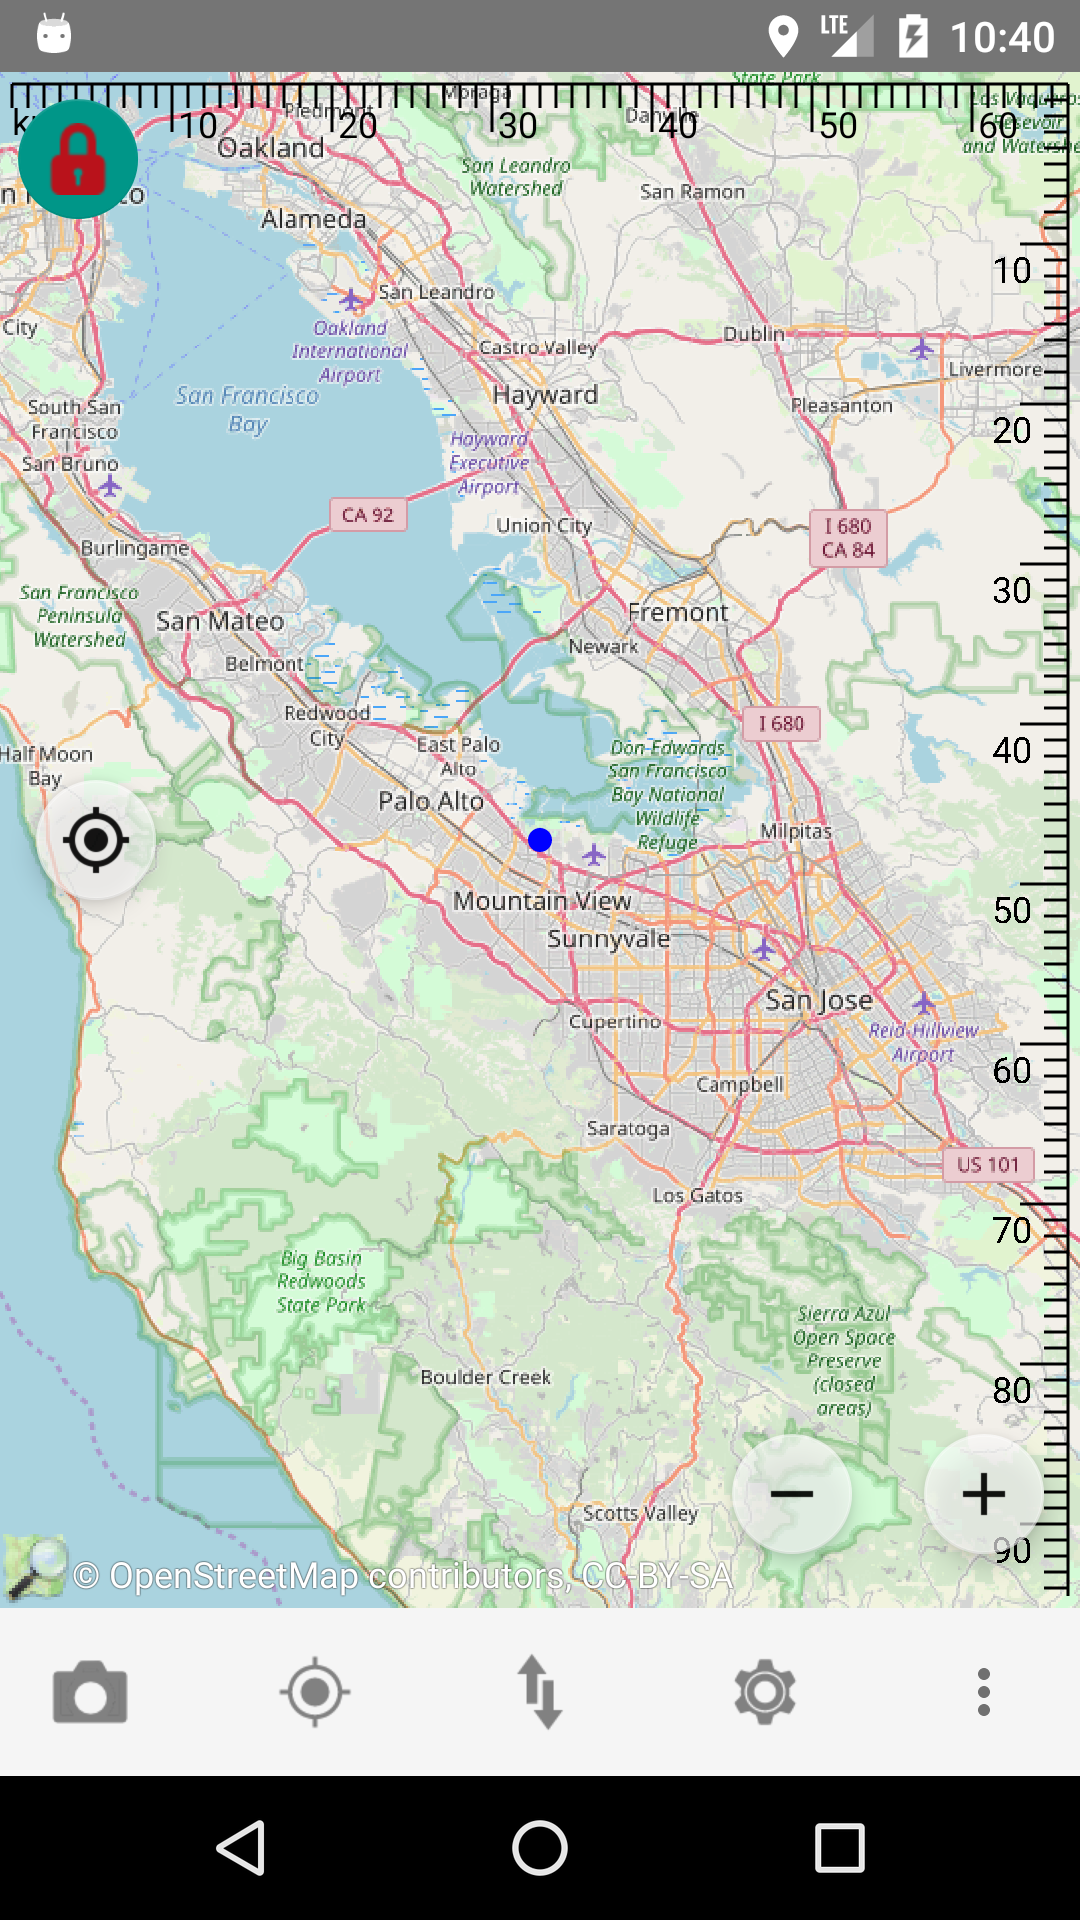 LTE 10:40
State Park
Moraga
Piedmont
Danville
10
20
30
40
50
60
Oakland
San Leandro
Watershed
San Ramon
Alameda
10
San Leandro
City
Oakland
International
Airport
Castro Valley
Dublin
Livermore
San Francisco
Bay
Hayward
Pleasanton
South San
Francisco
20
San Bruno
Hayward
Executive
Airport
CA 92
Union City
I 680
CA 84
Burlingame
San Francisco
Peninsula
Watershed
30
San Mateo
Fremont
Newark
Belmont
Redwood
City
I 680
East Palo
Alto
Half Moon
Bay
Don Edwards
San Francisco
Bay National
Wildlife
Refuge
40
Palo Alto
Milpitas
Mountain View
50
Sunnyvale
San Jose
Cupertino
Reid-Hillview
Airport
60
Campbell
Saratoga
US 101
Los Gatos
70
Big Basin
Redwoods
State Park
Sierra Azul
Open Space
Preserve
(closed
areas)
Boulder Creek
80
Scotts Valley
90
© OpenStreetMap contributors, CC-BY-SA